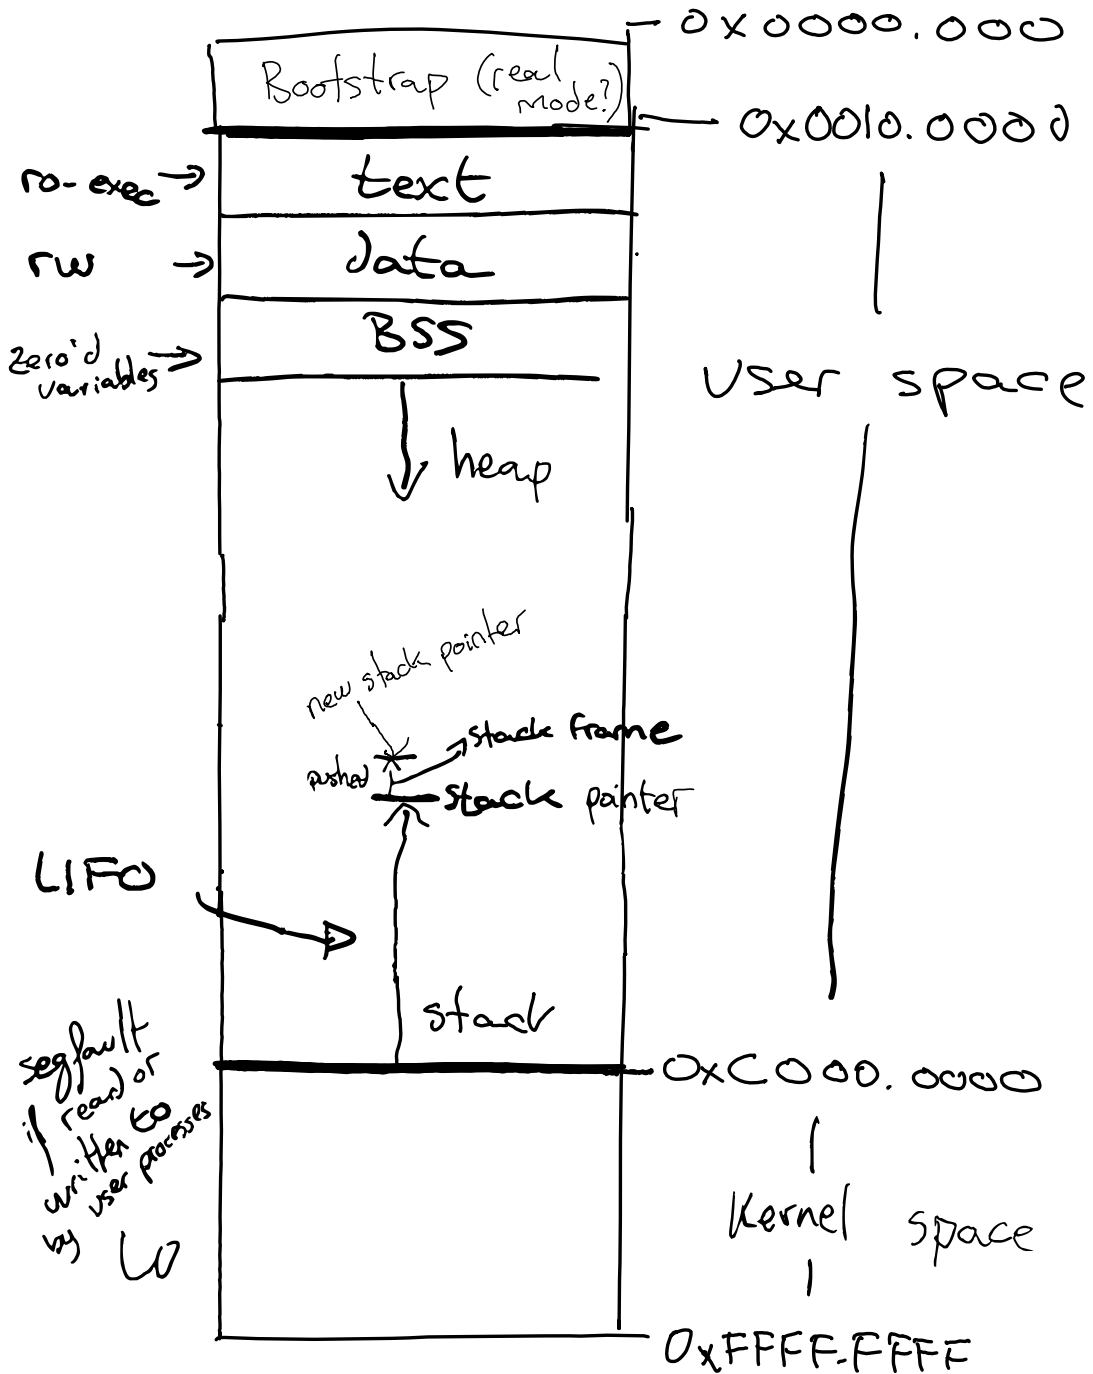 0x0000.000
Bootstrap (real
mode?)
0x0010.0000
ro-exec
text
rw
data
BSS
zero'd
variables
user space
heap
new stack pointer
stack frame
pushed
stack pointer
LIFO
stack
segfault
if read or
written to
by user processes
0xC000.0000
Kernel space
0xFFFF.FFFF